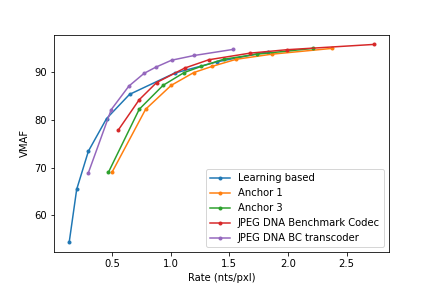 90
80
70
60
VMAF
0.5 1.0 1.5 2.0 2.5
Rate (nts/pxl)
Learning based
Anchor 1
Anchor 3
JPEG DNA Benchmark Codec
JPEG DNA BC transcoder